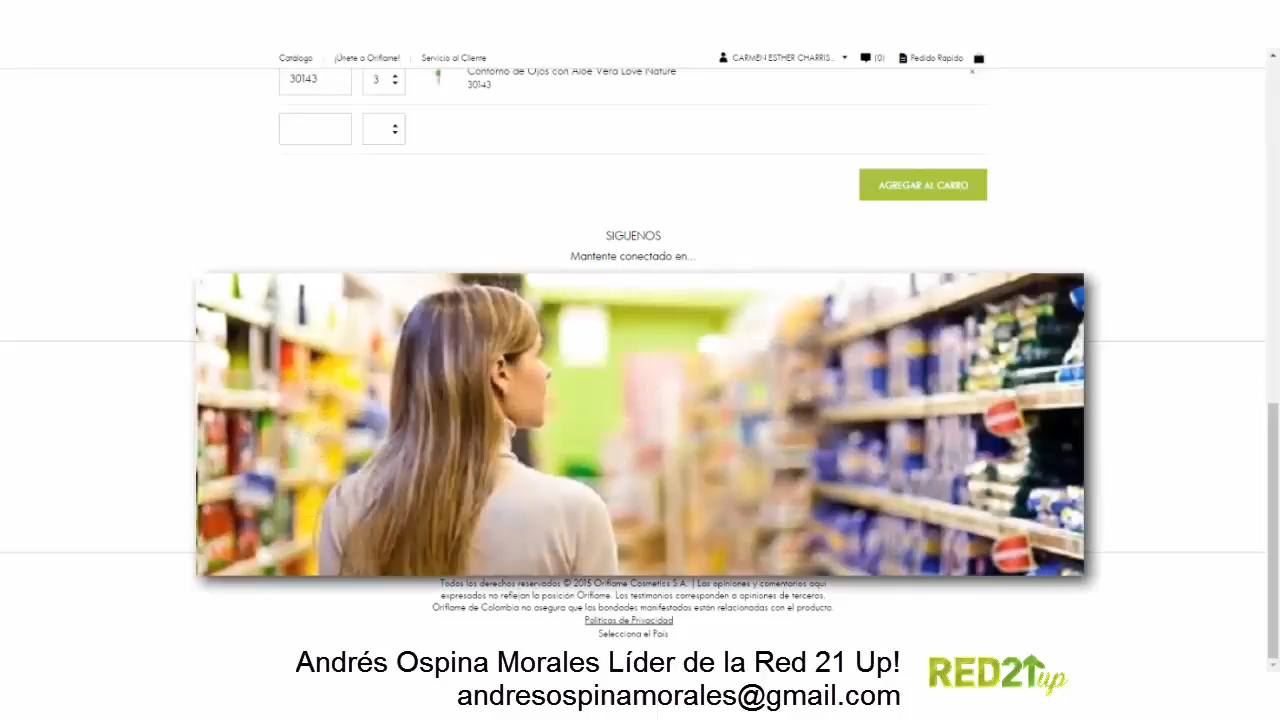 Catálogo ¡Únete a Oriflame! Servicio al Cliente CARMEN ESTHER CHARRIS... (0) Pedido Rapido
30143 3 Contorno de Ojos con Aloe Vera Love Nature ×
30143
AGREGAR AL CARRO
SIGUENOS
Mantente conectado en...
Todos los derechos reservados © 2015 Oriflame Cosmetics S.A. | Las opiniones y comentarios aquí
expresados no reflejan la posición Oriflame. Los testimonios corresponden a opiniones de terceros.
Oriflame de Colombia no asegura que las bondades manifestadas están relacionadas con el producto.
Políticas de Privacidad
Selecciona el País
Andrés Ospina Morales Líder de la Red 21 Up!
andresospinamorales@gmail.com
RED21up